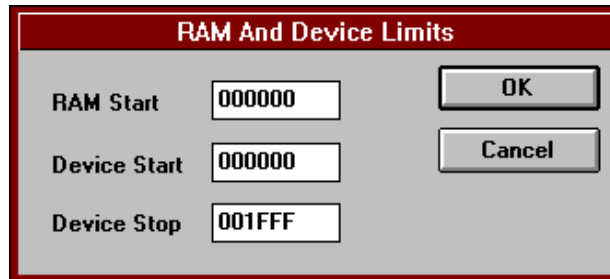 RAM And Device Limits
RAM Start 000000 OK
Device Start 000000 Cancel
Device Stop 001FFF